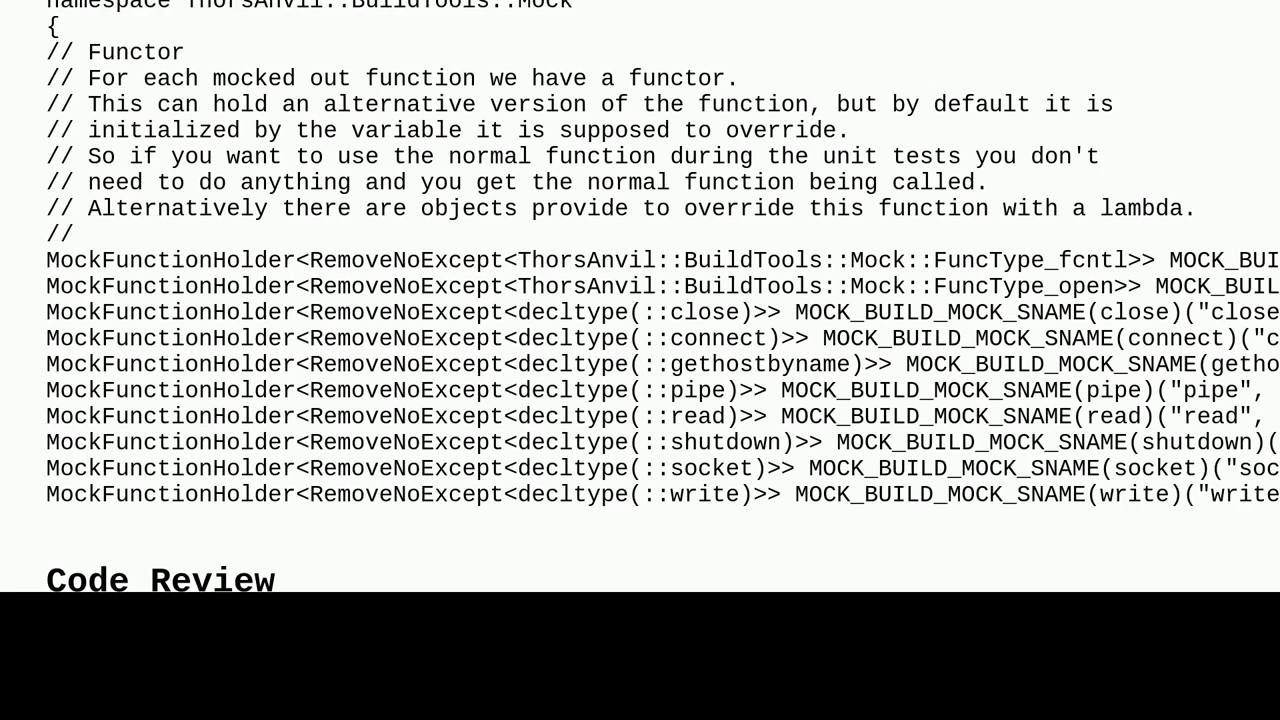 namespace ThorsAnvil::BuildTools::Mock
{
// Functor
// For each mocked out function we have a functor.
// This can hold an alternative version of the function, but by default it is
// initialized by the variable it is supposed to override.
// So if you want to use the normal function during the unit tests you don't
// need to do anything and you get the normal function being called.
// Alternatively there are objects provide to override this function with a lambda.
//
MockFunctionHolder<RemoveNoExcept<ThorsAnvil::BuildTools::Mock::FuncType_fcntl>> MOCK_BUI
MockFunctionHolder<RemoveNoExcept<ThorsAnvil::BuildTools::Mock::FuncType_open>> MOCK_BUIL
MockFunctionHolder<RemoveNoExcept<decltype(::close)>> MOCK_BUILD_MOCK_SNAME(close)("close
MockFunctionHolder<RemoveNoExcept<decltype(::connect)>> MOCK_BUILD_MOCK_SNAME(connect)("c
MockFunctionHolder<RemoveNoExcept<decltype(::gethostbyname)>> MOCK_BUILD_MOCK_SNAME(getho
MockFunctionHolder<RemoveNoExcept<decltype(::pipe)>> MOCK_BUILD_MOCK_SNAME(pipe)("pipe",
MockFunctionHolder<RemoveNoExcept<decltype(::read)>> MOCK_BUILD_MOCK_SNAME(read)("read",
MockFunctionHolder<RemoveNoExcept<decltype(::shutdown)>> MOCK_BUILD_MOCK_SNAME(shutdown)(
MockFunctionHolder<RemoveNoExcept<decltype(::socket)>> MOCK_BUILD_MOCK_SNAME(socket)("soc
MockFunctionHolder<RemoveNoExcept<decltype(::write)>> MOCK_BUILD_MOCK_SNAME(write)("write
Code Review